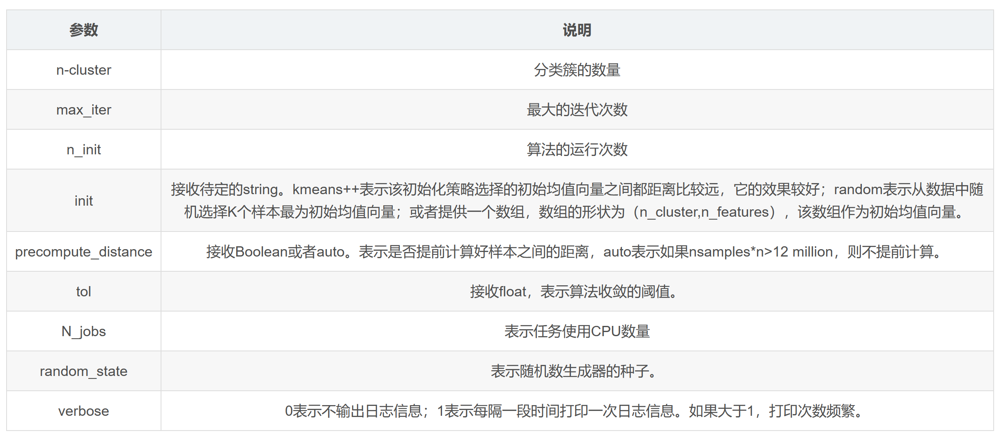 参数 说明
n-cluster 分类簇的数量
max_iter 最大的迭代次数
n_init 算法的运行次数
init 接收待定的string。kmeans++表示该初始化策略选择的初始均值向量之间都距离比较远，它的效果较好；random表示从数据中随
机选择K个样本最为初始均值向量；或者提供一个数组，数组的形状为（n_cluster,n_features），该数组作为初始均值向量。
precompute_distance 接收Boolean或者auto。表示是否提前计算好样本之间的距离，auto表示如果nsamples*n>12 million，则不提前计算。
tol 接收float，表示算法收敛的阈值。
N_jobs 表示任务使用CPU数量
random_state 表示随机数生成器的种子。
verbose 0表示不输出日志信息；1表示每隔一段时间打印一次日志信息。如果大于1，打印次数频繁。